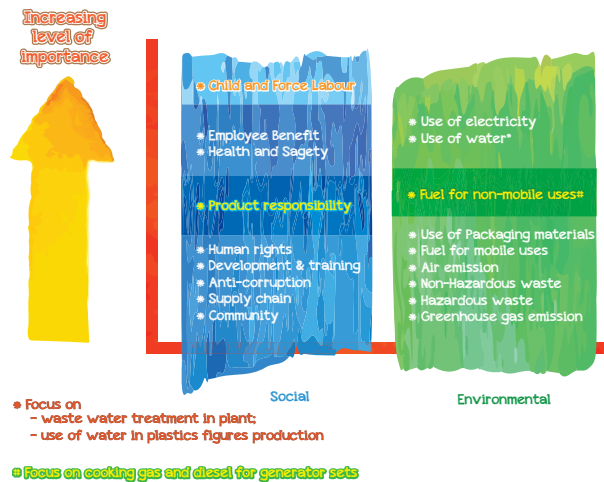 Increasing
level of
importance
* Child and Force Labour
* Employee Benefit
* Health and Sagety
* Product responsibility
* Human rights
* Development & training
* Anti-corruption
* Supply chain
* Community
Social
* Use of electricity
* Use of water*
* Fuel for non-mobile uses#
* Use of Packaging materials
* Fuel for mobile uses
* Air emission
* Non-Hazardous waste
* Hazardous waste
* Greenhouse gas emission
Environmental
* Focus on
- waste water treatment in plant;
- use of water in plastics figures production
# Focus on cooking gas and diesel for generator sets